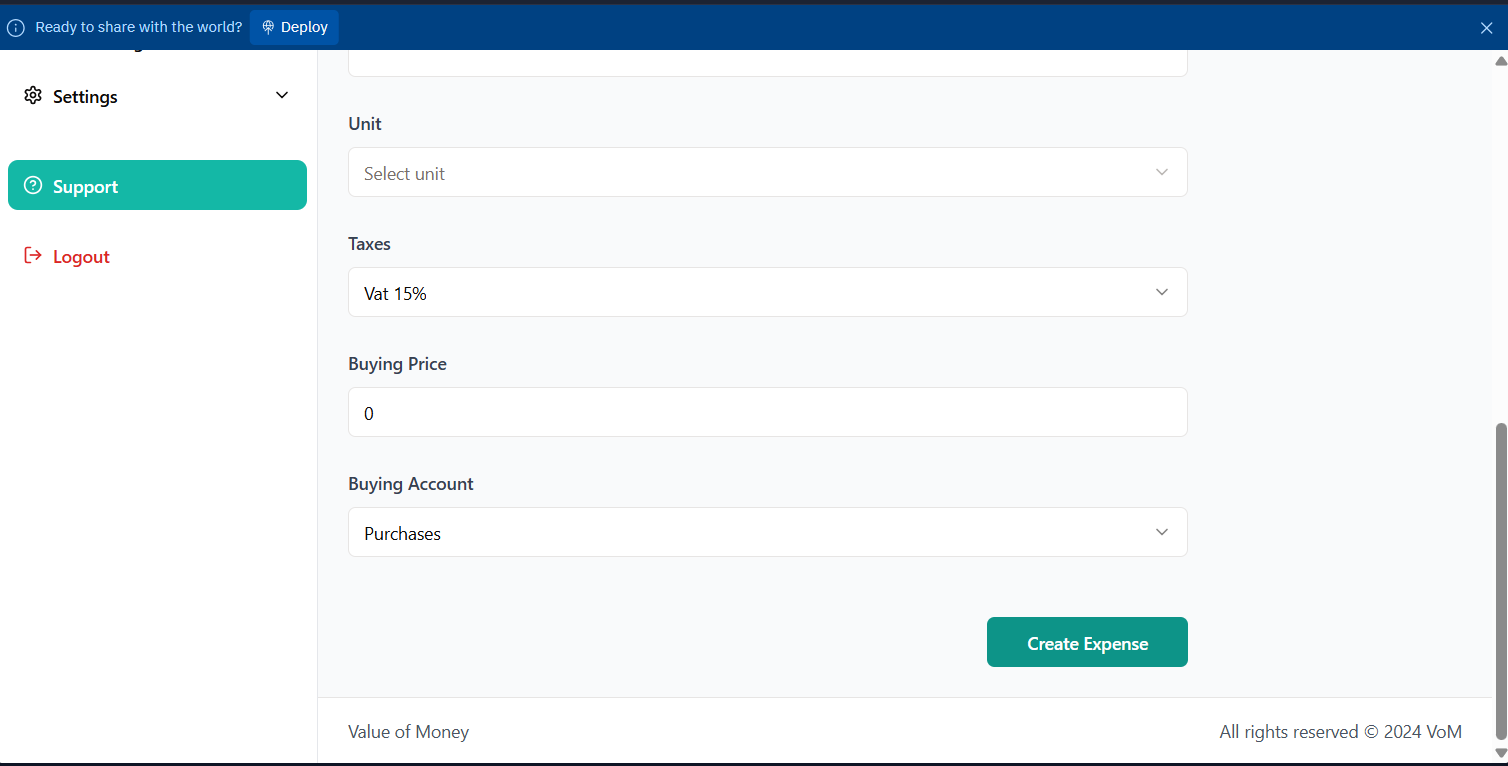 Ready to share with the world? Deploy
Settings
Support
Logout
Unit
Select unit
Taxes
Vat 15%
Buying Price
0
Buying Account
Purchases
Create Expense
Value of Money
All rights reserved © 2024 VoM